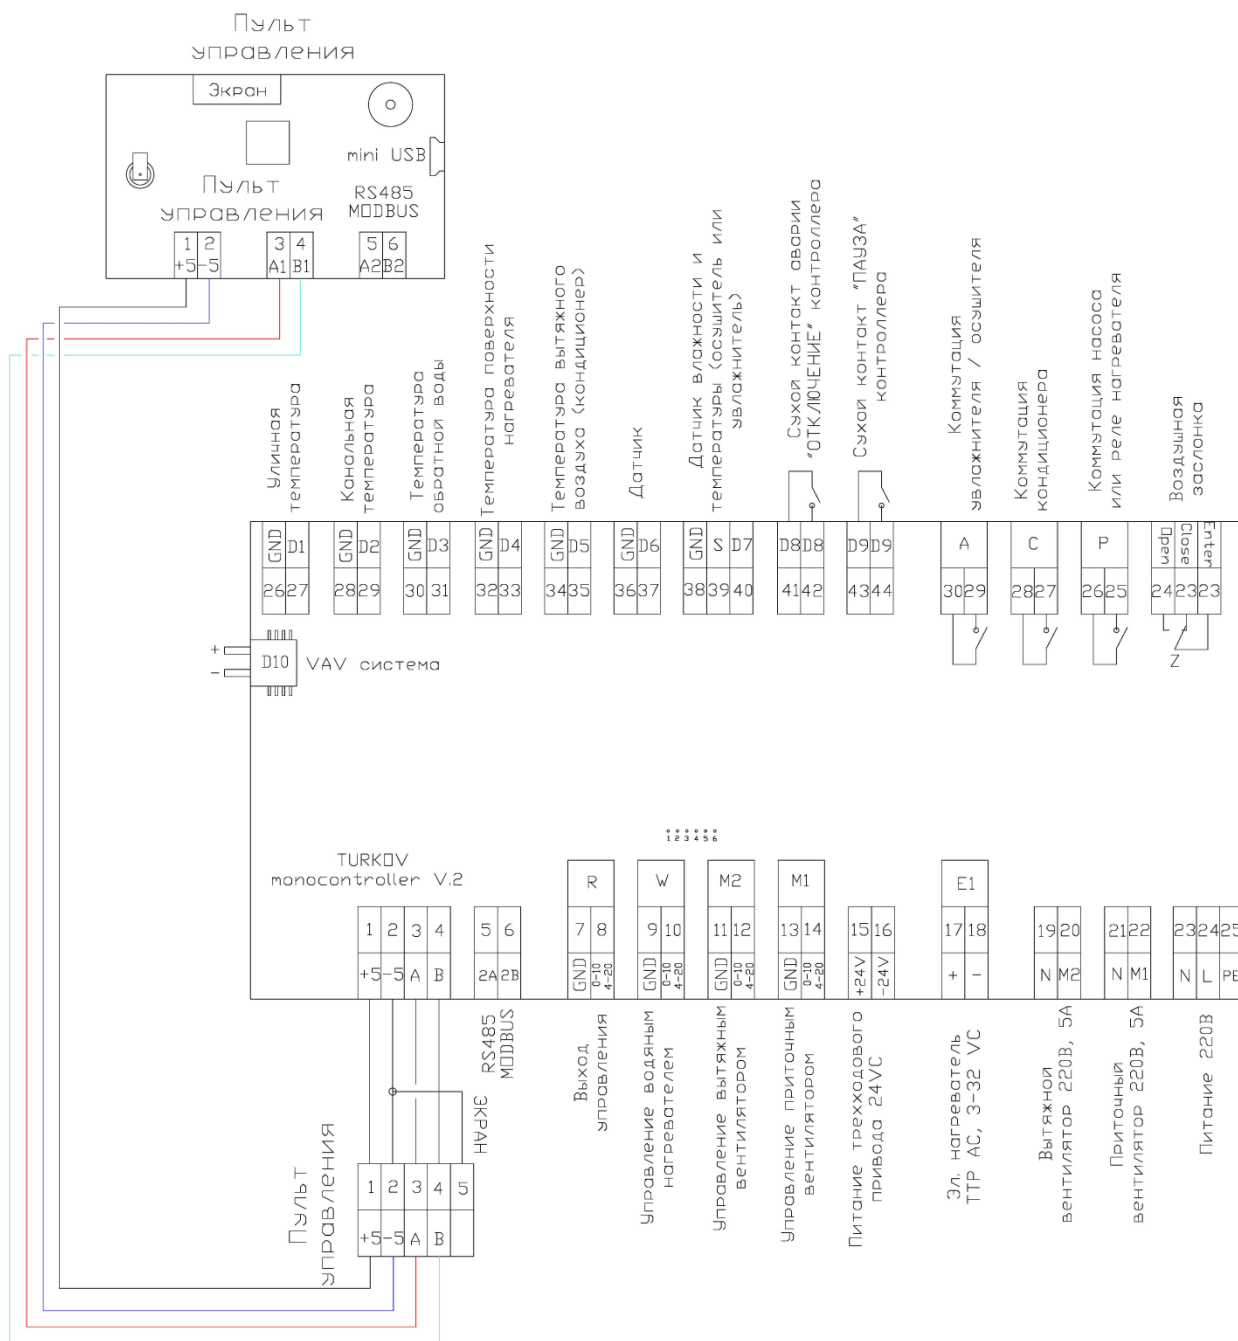 Пульт
управления
Экран
mini USB
Пульт
управления
RS485
MODBUS
1 2
+5 -5
3 4
A1 B1
5 6
A2 B2
Уличная
температура
Канальная
температура
Температура
обратной воды
Температура поверхности
нагревателя
Температура вытяжного
воздуха (кондиционер)
Датчик
Датчик влажности и
температуры (осушитель или
увлажнитель)
Сухой контакт аварии
"ОТКЛЮЧЕНИЕ" контроллера
Сухой контакт "ПАУЗА"
контроллера
Коммутация
увлажнителя / осушителя
Коммутация
кондиционера
Коммутация насоса
или реле нагревателя
Воздушная
заслонка
GND D1
26 27
GND D2
28 29
GND D3
30 31
GND D4
32 33
GND D5
34 35
GND D6
36 37
GND S D7
38 39 40
D8 D8
41 42
D9 D9
43 44
A
30 29
C
28 27
P
26 25
Open Close Enter
24 23 23
Z
+
-
D10
VAV система
1 2 3 4 5 6
TURKOV
monocontroller V.2
R
W
M2
M1
E1
1 2 3 4
+5 -5 A B
5 6
2A 2B
7 8
GND 0-10
4-20
9 10
GND 0-10
4-20
11 12
GND 0-10
4-20
13 14
GND 0-10
4-20
15 16
+24V -24V
17 18
+ -
19 20
N M2
21 22
N M1
23 24 25
N L PE
RS485
MODBUS
ЭКРАН
Выход
управления
Управление водяным
нагревателем
Управление вытяжным
вентилятором
Управление приточным
вентилятором
Питание трехходового
привода 24VC
Эл. нагреватель
ТТР АС, 3-32 VC
Вытяжной
вентилятор 220В, 5А
Приточный
вентилятор 220В, 5А
Питание 220В
Пульт
управления
1 2 3 4 5
+5 -5 A B